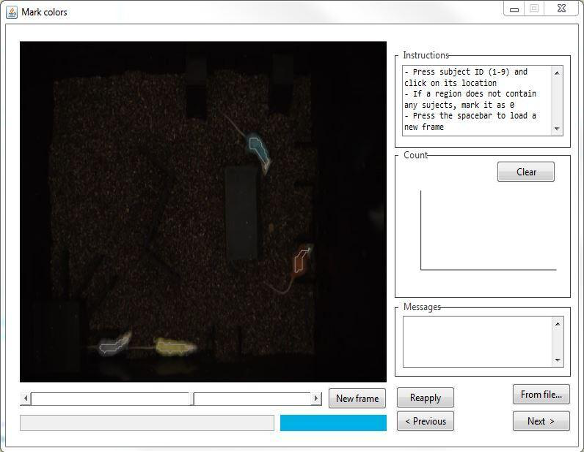 Mark colors
Instructions
- Press subject ID (1-9) and
click on its location
- If a region does not contain
any sujects, mark it as 0
- Press the spacebar to load a
new frame
Count
Clear
Messages
New frame
Reapply
From file...
< Previous
Next >